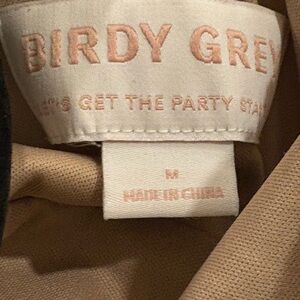 BIRDY GREY
GET THE PARTY
M
MADE IN CHINA